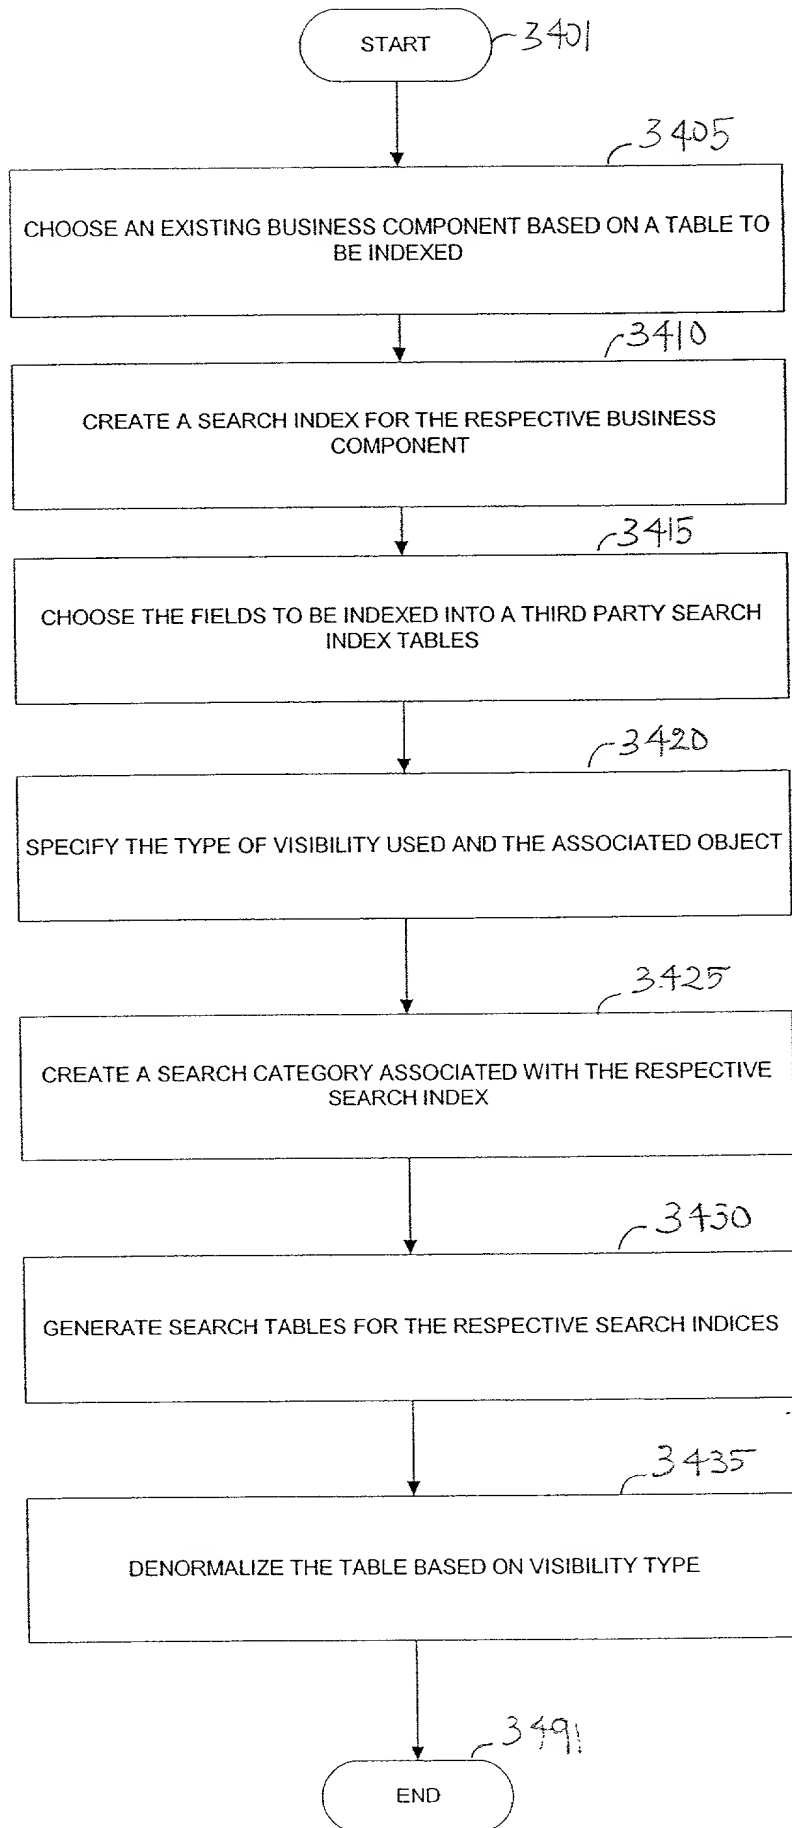 START
3401
3405
CHOOSE AN EXISTING BUSINESS COMPONENT BASED ON A TABLE TO
BE INDEXED
3410
CREATE A SEARCH INDEX FOR THE RESPECTIVE BUSINESS
COMPONENT
3415
CHOOSE THE FIELDS TO BE INDEXED INTO A THIRD PARTY SEARCH
INDEX TABLES
3420
SPECIFY THE TYPE OF VISIBILITY USED AND THE ASSOCIATED OBJECT
3425
CREATE A SEARCH CATEGORY ASSOCIATED WITH THE RESPECTIVE
SEARCH INDEX
3430
GENERATE SEARCH TABLES FOR THE RESPECTIVE SEARCH INDICES
3435
DENORMALIZE THE TABLE BASED ON VISIBILITY TYPE
3491
END